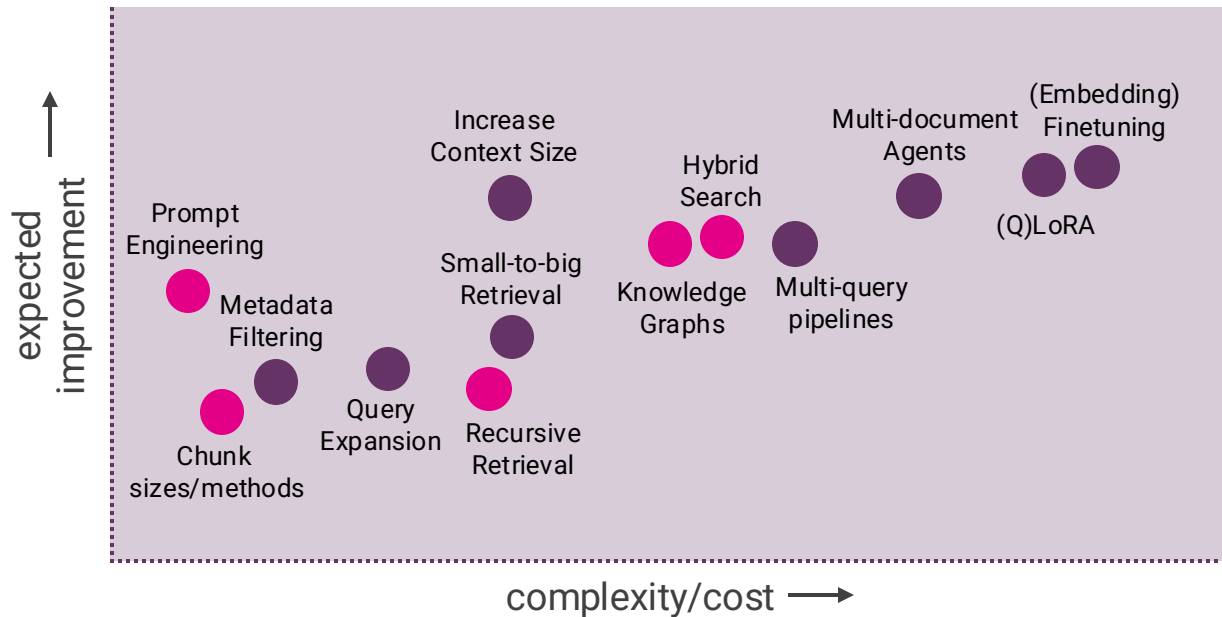 expected
improvement
Prompt
Engineering
Metadata
Filtering
Chunk
sizes/methods
Query
Expansion
Increase
Context Size
Small-to-big
Retrieval
Recursive
Retrieval
Hybrid
Search
Knowledge
Graphs
Multi-query
pipelines
Multi-document
Agents
(Embedding)
Finetuning
(Q)LoRA
complexity/cost